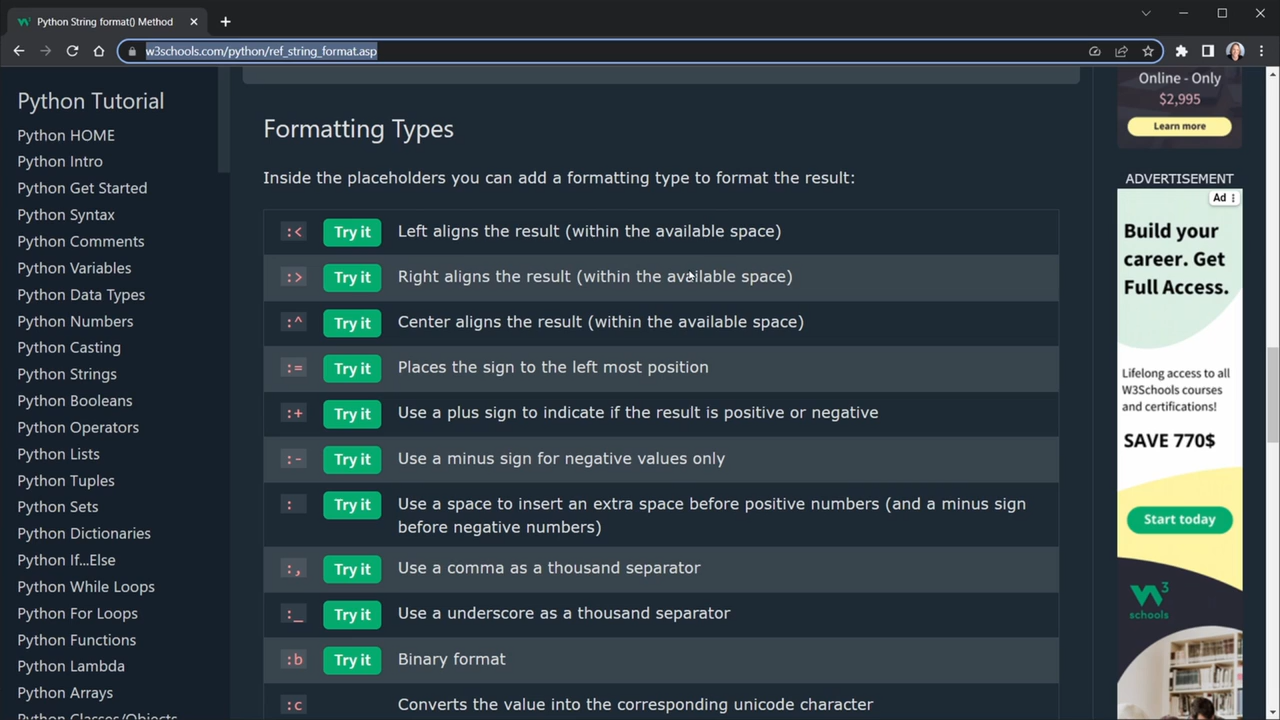 Python String format() Method
w3schools.com/python/ref_string_format.asp
Python Tutorial
Python HOME
Python Intro
Python Get Started
Python Syntax
Python Comments
Python Variables
Python Data Types
Python Numbers
Python Casting
Python Strings
Python Booleans
Python Operators
Python Lists
Python Tuples
Python Sets
Python Dictionaries
Python If...Else
Python While Loops
Python For Loops
Python Functions
Python Lambda
Python Arrays
Python Classes/Objects
Formatting Types
Inside the placeholders you can add a formatting type to format the result:
:< Try it Left aligns the result (within the available space)
:> Try it Right aligns the result (within the available space)
:^ Try it Center aligns the result (within the available space)
:= Try it Places the sign to the left most position
:+ Try it Use a plus sign to indicate if the result is positive or negative
:- Try it Use a minus sign for negative values only
: Try it Use a space to insert an extra space before positive numbers (and a minus sign
before negative numbers)
:, Try it Use a comma as a thousand separator
:_ Try it Use a underscore as a thousand separator
:b Try it Binary format
:c Converts the value into the corresponding unicode character
Online - Only
$2,995
Learn more
ADVERTISEMENT
Ad
Build your
career. Get
Full Access.
Lifelong access to all
W3Schools courses
and certifications!
SAVE 770$
Start today
W3
schools